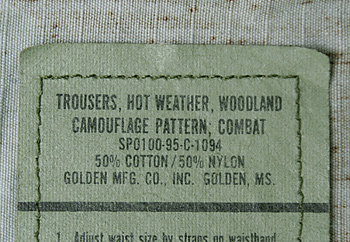 TROUSERS, HOT WEATHER, WOODLAND
CAMOUFLAGE PATTERN; COMBAT
SPO100-95-C-1094
50% COTTON/50% NYLON
GOLDEN MFG. CO., INC. GOLDEN, MS.
1. Adjust waist size by straps on waistband